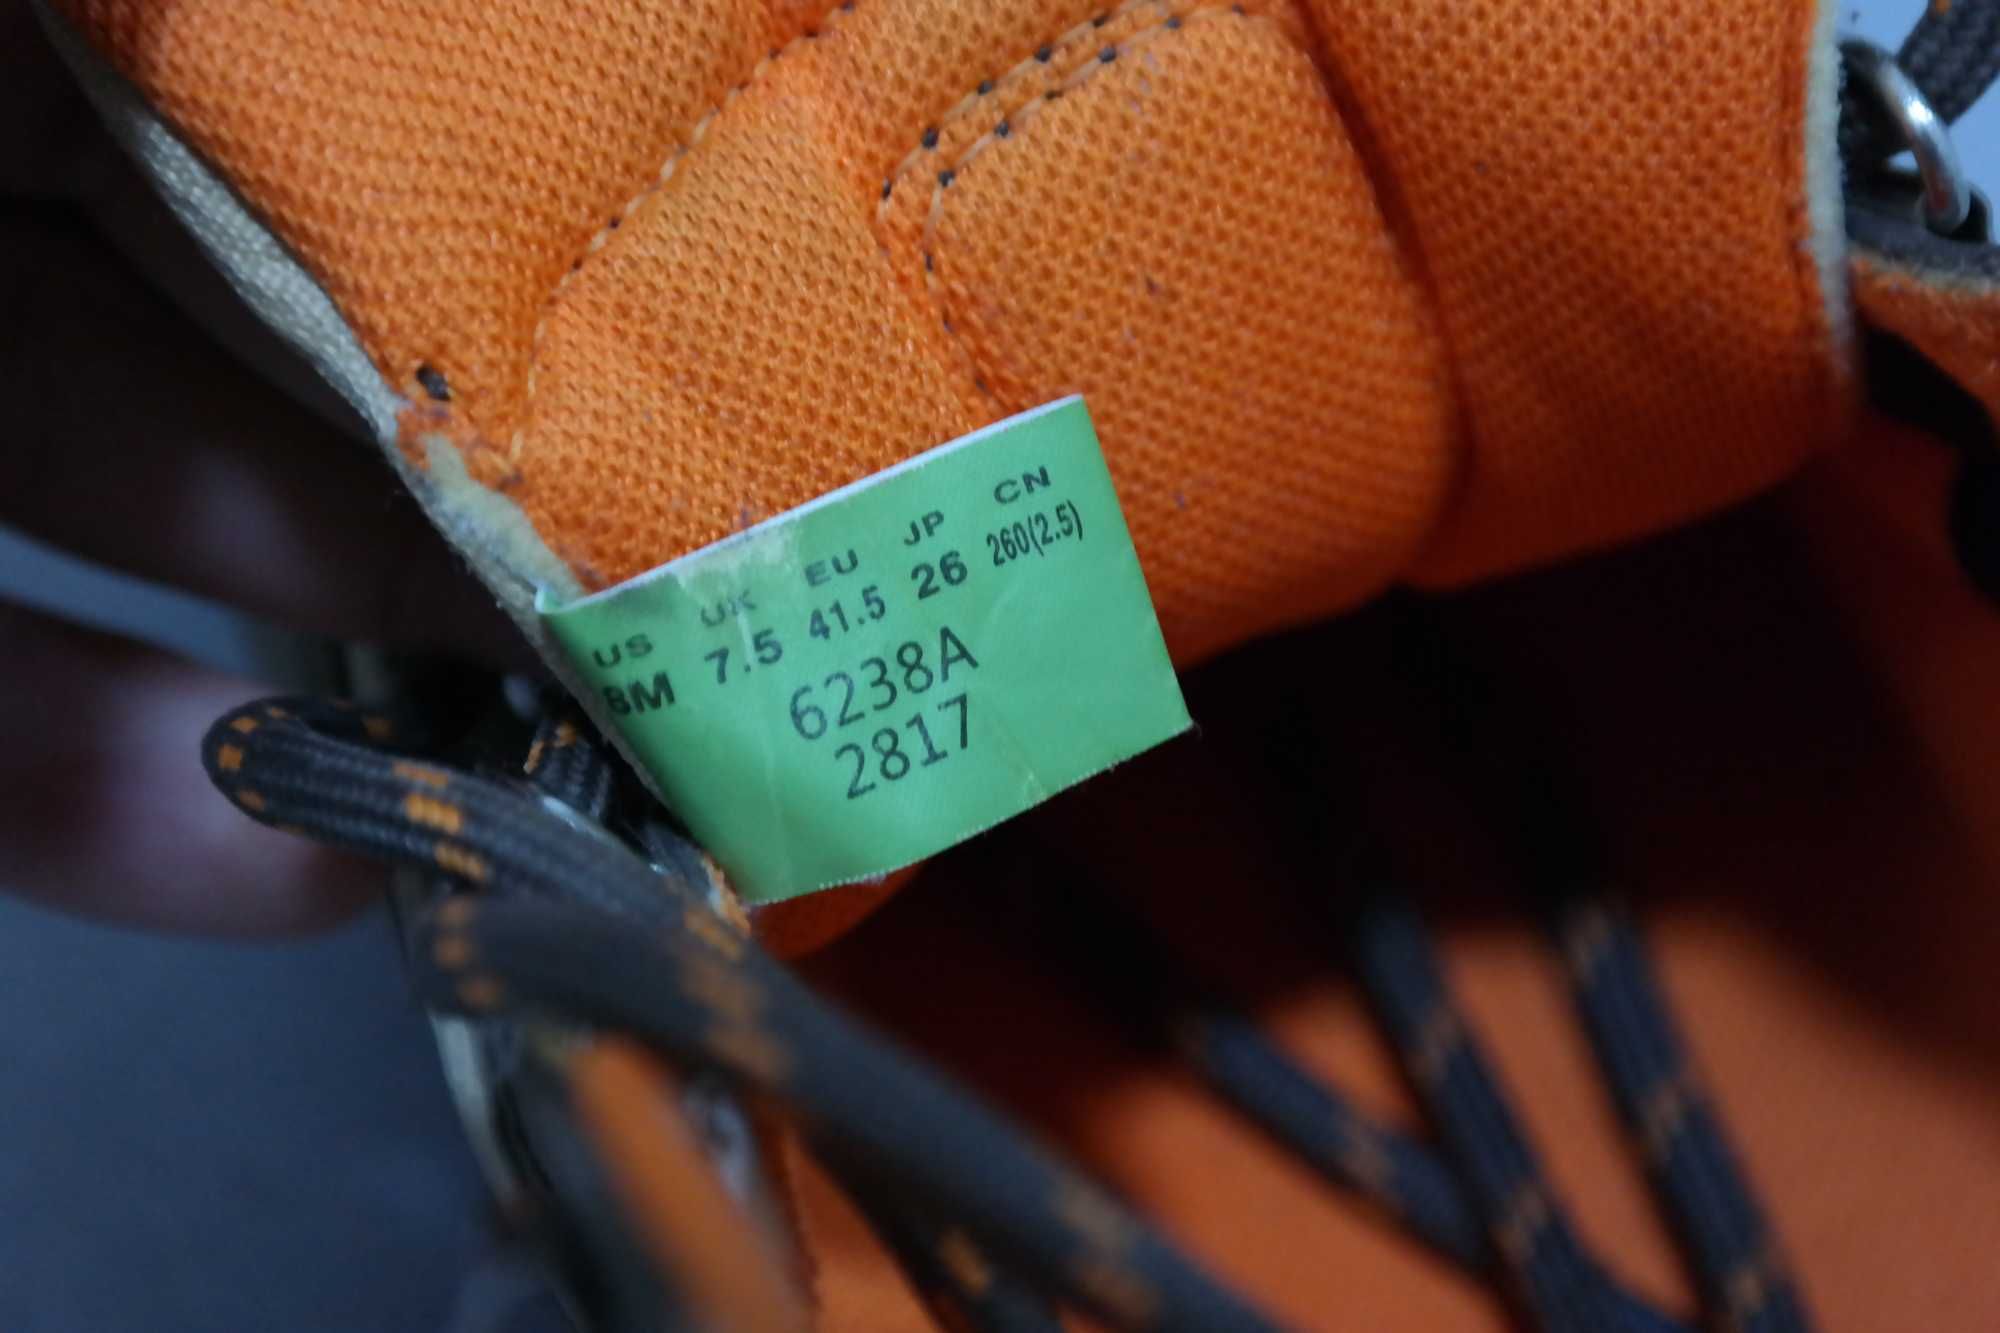 US UK EU JP CN
8M 7.5 41.5 26 260(2.5)
6238A
2817